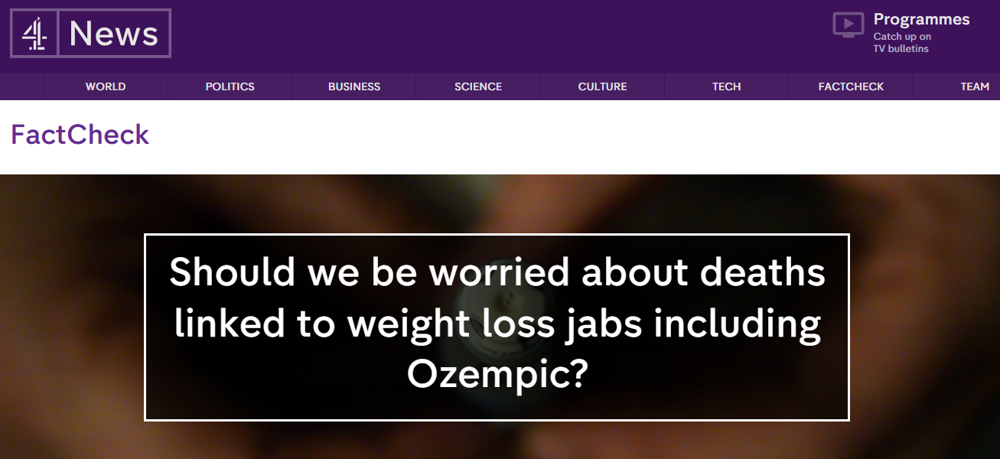 4 News
Programmes
Catch up on
TV bulletins
WORLD POLITICS BUSINESS SCIENCE CULTURE TECH FACTCHECK TEAM
FactCheck
Should we be worried about deaths
linked to weight loss jabs including
Ozempic?